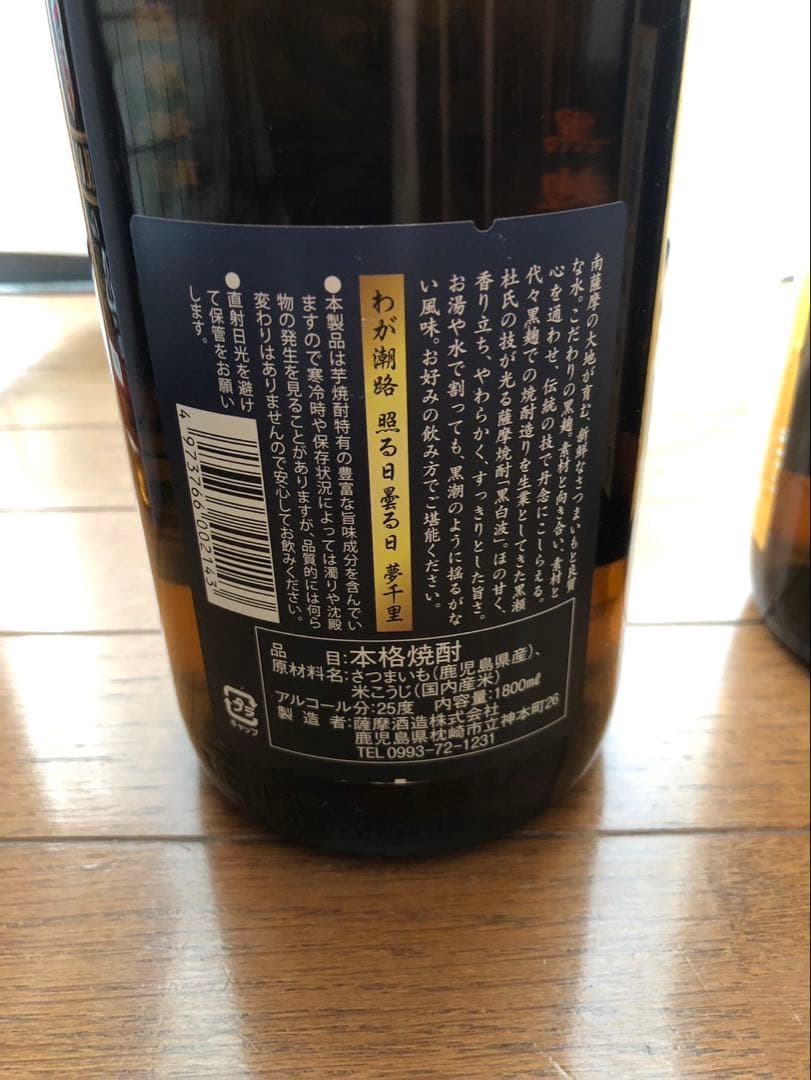 南薩摩の大地が育む、新鮮なさつまいもと良質
な水。こだわりの黒麹。素材と向き合い、素材と
心を通わせ、伝統の技で丹念にこしらえる。
代々黒麹での焼酎造りを生業としてきた黒瀬
杜氏の技が光る薩摩焼酎「黒白波」。ほの甘く、
香り立ち、やわらかく、すっきりとした旨さ。
お湯や水で割っても、黒潮のように揺るがな
い風味。お好みの飲み方でご堪能ください。
わが潮路 照る日曇る日 夢千里
●本製品は芋焼酎特有の豊富な旨味成分を含んでい
ますので寒冷時や保存状況によっては濁りや沈殿
物の発生を見ることがありますが、品質的には何ら
変わりはありませんので安心してお飲みください。
●直射日光を避け
て保管をお願い
します。
4 973766 002143
品目:本格焼酎
原材料名:さつまいも(鹿児島県産)、
米こうじ(国内産米)
アルコール分:25度 内容量:1800㎖
製造者:薩摩酒造株式会社
鹿児島県枕崎市立神本町26
TEL 0993-72-1231
プラ
キャップ
黒